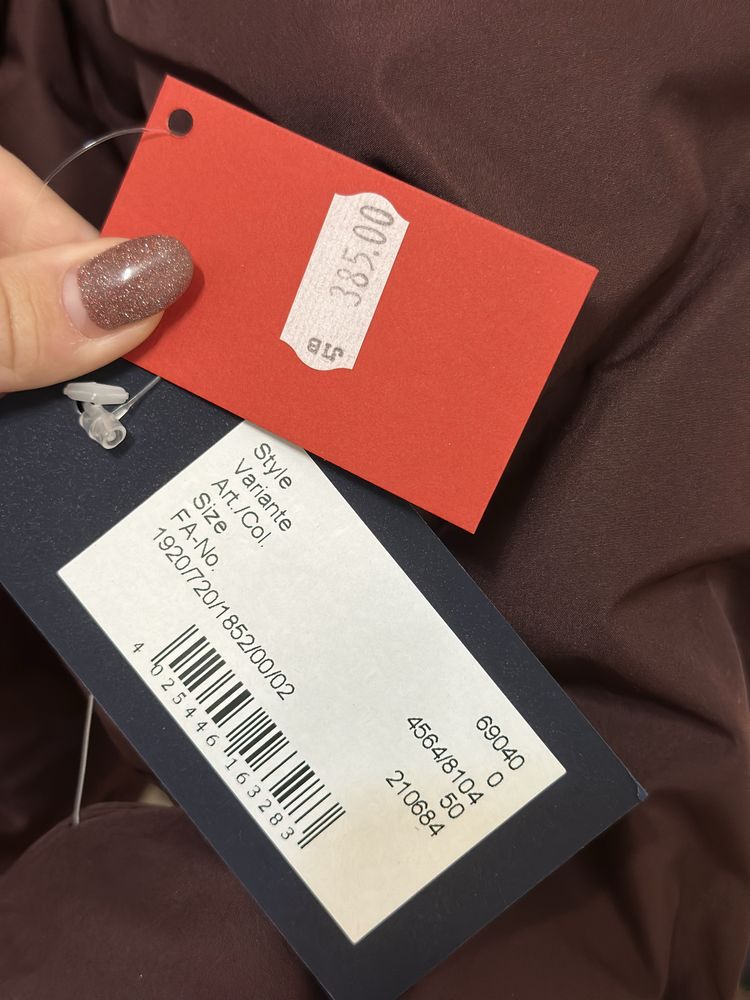 385.00
JTB
Style 69040
Variante 0
Art./Col. 4564/8104
Size 50
FA-No. 210684
1920/720/1852/00/02
4 025446 163283